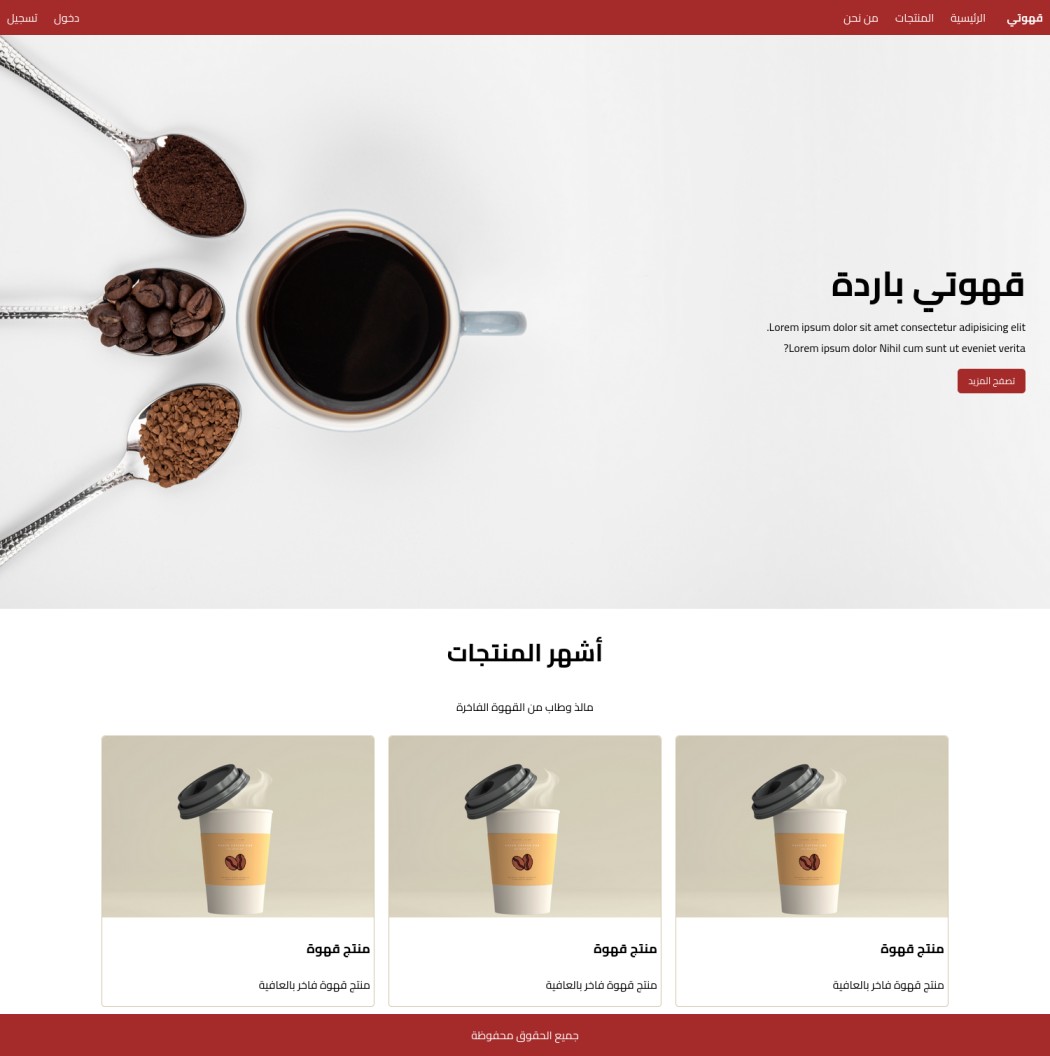 قهوتي الرئيسية المنتجات من نحن دخول تسجيل
قهوتي باردة
Lorem ipsum dolor sit amet consectetur adipisicing elit.
Lorem ipsum dolor Nihil cum sunt ut eveniet verita?
تصفح المزيد
أشهر المنتجات
مالذ وطاب من القهوة الفاخرة
منتج قهوة
منتج قهوة فاخر بالعافية
منتج قهوة
منتج قهوة فاخر بالعافية
منتج قهوة
منتج قهوة فاخر بالعافية
جميع الحقوق محفوظة